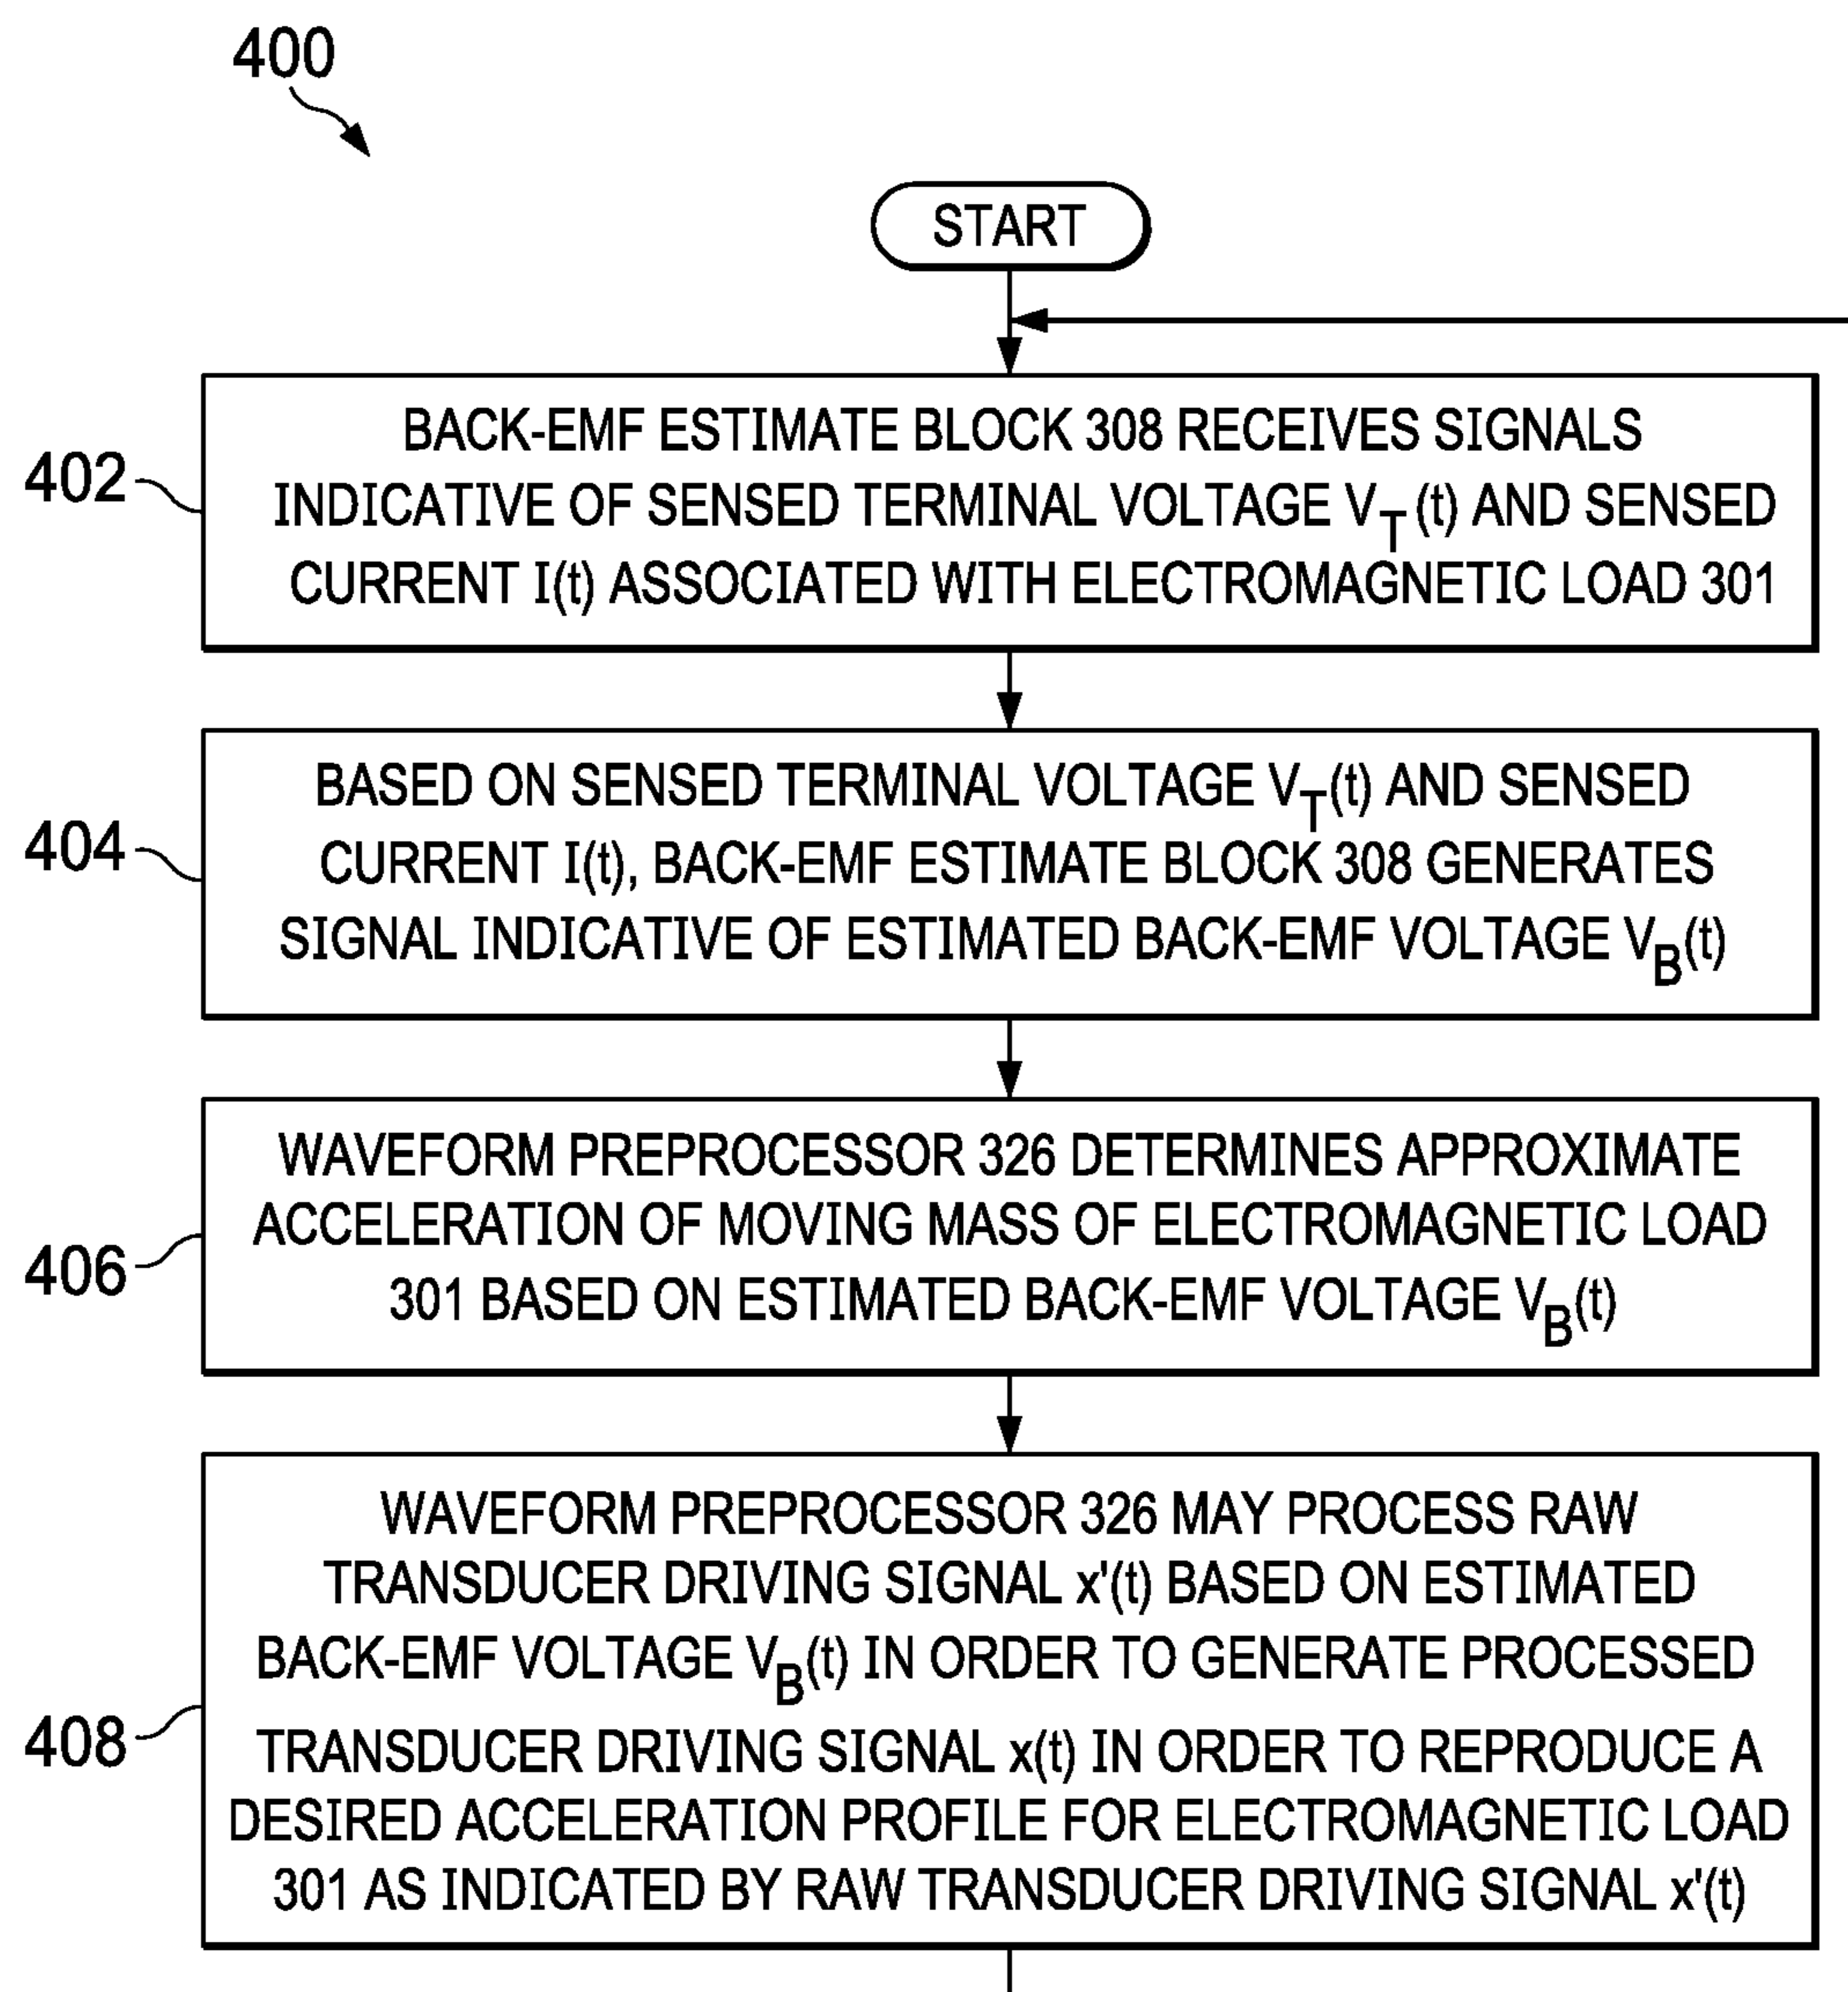 400
START
402
BACK-EMF ESTIMATE BLOCK 308 RECEIVES SIGNALS
INDICATIVE OF SENSED TERMINAL VOLTAGE V_T(t) AND SENSED
CURRENT I(t) ASSOCIATED WITH ELECTROMAGNETIC LOAD 301
404
BASED ON SENSED TERMINAL VOLTAGE V_T(t) AND SENSED
CURRENT I(t), BACK-EMF ESTIMATE BLOCK 308 GENERATES
SIGNAL INDICATIVE OF ESTIMATED BACK-EMF VOLTAGE V_B(t)
406
WAVEFORM PREPROCESSOR 326 DETERMINES APPROXIMATE
ACCELERATION OF MOVING MASS OF ELECTROMAGNETIC LOAD
301 BASED ON ESTIMATED BACK-EMF VOLTAGE V_B(t)
408
WAVEFORM PREPROCESSOR 326 MAY PROCESS RAW
TRANSDUCER DRIVING SIGNAL x'(t) BASED ON ESTIMATED
BACK-EMF VOLTAGE V_B(t) IN ORDER TO GENERATE PROCESSED
TRANSDUCER DRIVING SIGNAL x(t) IN ORDER TO REPRODUCE A
DESIRED ACCELERATION PROFILE FOR ELECTROMAGNETIC LOAD
301 AS INDICATED BY RAW TRANSDUCER DRIVING SIGNAL x'(t)